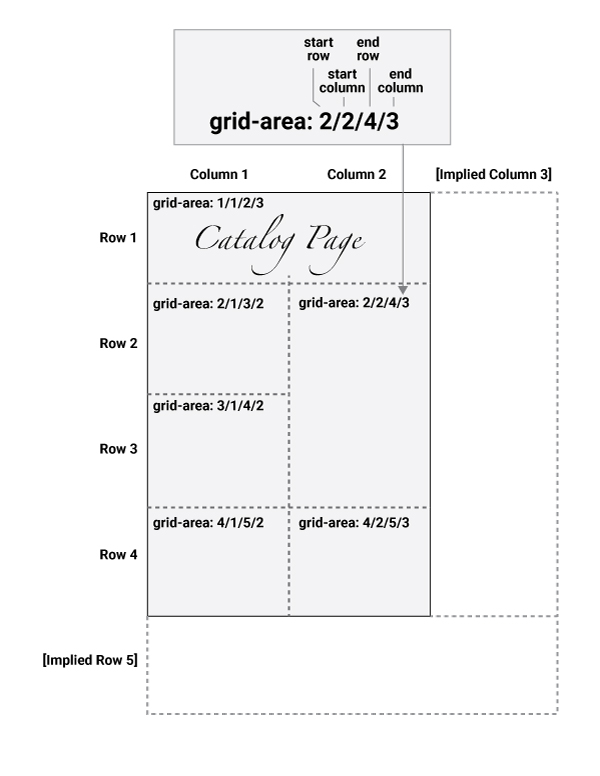 start row
end row
start column
end column
grid-area: 2/2/4/3
Column 1
Column 2
[Implied Column 3]
grid-area: 1/1/2/3
Row 1
Catalog Page
grid-area: 2/1/3/2
grid-area: 2/2/4/3
Row 2
grid-area: 3/1/4/2
Row 3
grid-area: 4/1/5/2
grid-area: 4/2/5/3
Row 4
[Implied Row 5]